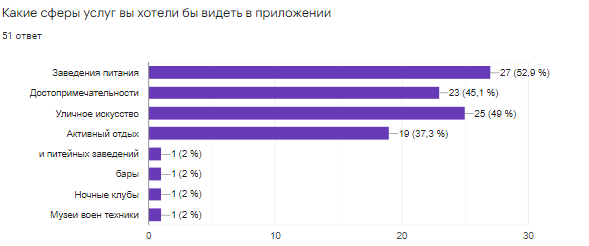 Какие сферы услуг вы хотели бы видеть в приложении
51 ответ
Заведения питания 27 (52,9 %)
Достопримечательности 23 (45,1 %)
Уличное искусство 25 (49 %)
Активный отдых 19 (37,3 %)
и питейных заведений 1 (2 %)
бары 1 (2 %)
Ночные клубы 1 (2 %)
Музеи воен техники 1 (2 %)
0 10 20 30